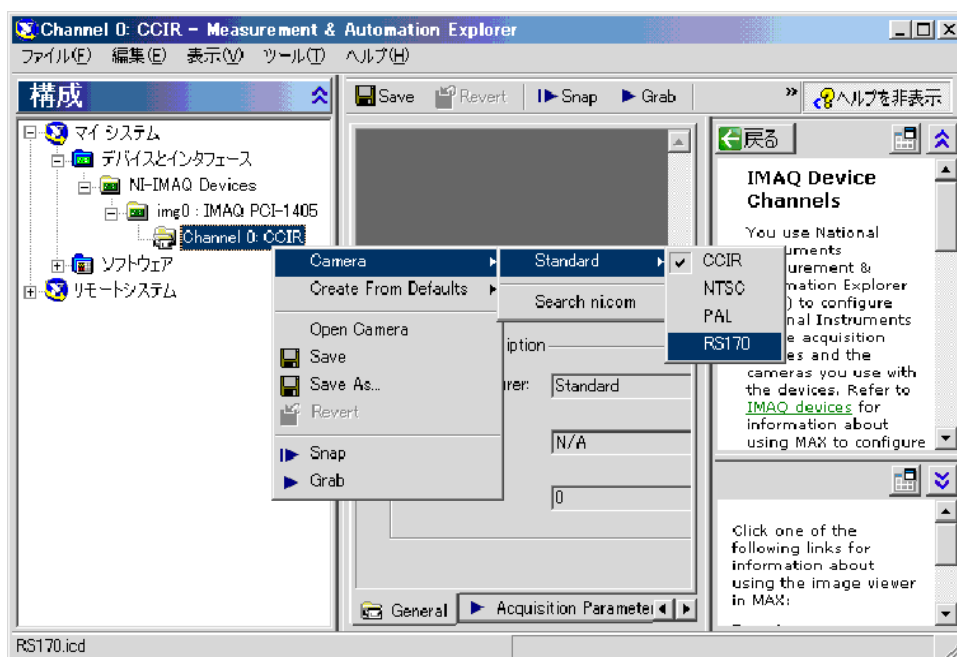 Channel 0: CCIR - Measurement & Automation Explorer
ファイル(F) 編集(E) 表示(V) ツール(T) ヘルプ(H)
構成
マイ システム
デバイスとインタフェース
NI-IMAQ Devices
img0 : IMAQ PCI-1405
Channel 0: CCIR
ソフトウェア
リモートシステム
Save Revert Snap Grab » ヘルプを非表示
Camera
Create From Defaults
Open Camera
Save
Save As...
Revert
Snap
Grab
Standard
Search ni.com
CCIR
NTSC
PAL
RS170
iption
rer: Standard
N/A
0
General Acquisition Paramete
戻る
IMAQ Device
Channels
You use National
uments
urement &
mation Explorer
) to configure
nal Instruments
e acquisition
es and the
cameras you use with
the devices. Refer to
IMAQ devices for
information about
using MAX to configure
Click one of the
following links for
information about
using the image viewer
in MAX:
RS170.icd